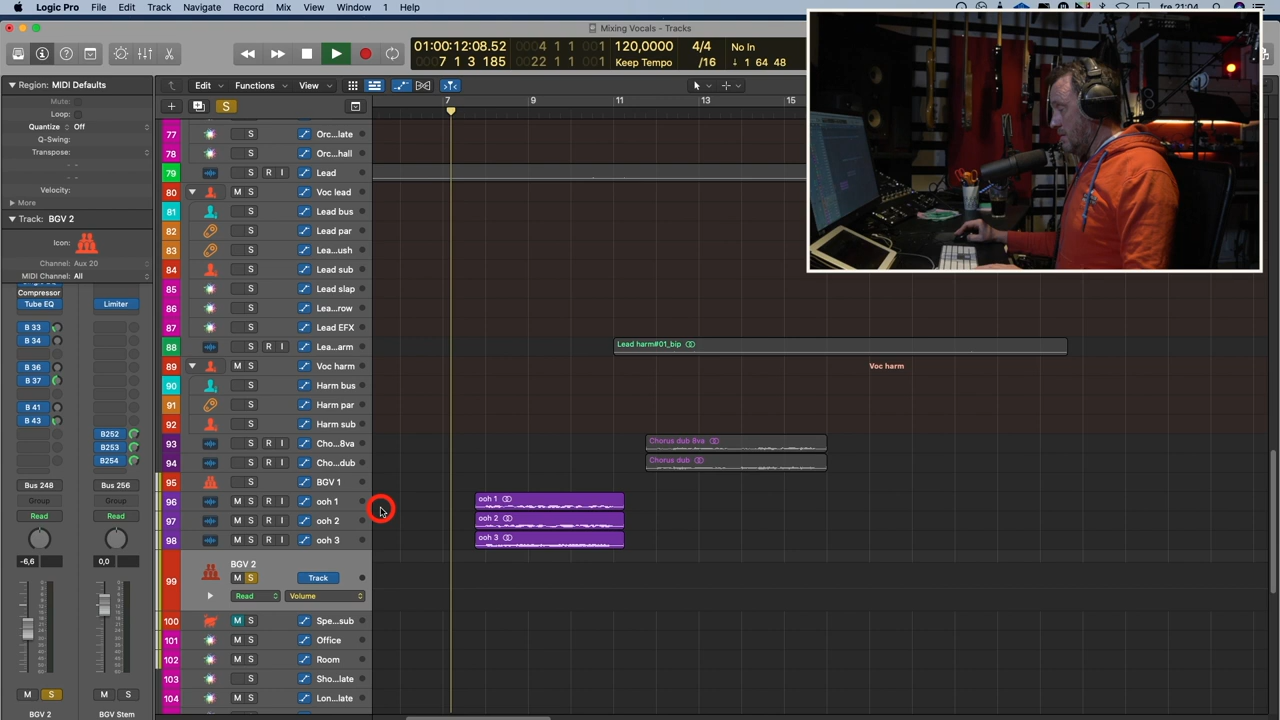 Logic Pro File Edit Track Navigate Record Mix View Window 1 Help
fre 21:04
Mixing Vocals - Tracks
01:00:12:08.52 0004 1 1 001 120,0000 4/4 No In
0007 1 3 185 0001 1 1 001 Keep Tempo /16 ↓ 1 64 48
Region: MIDI Defaults
Mute:
Loop:
Quantize Off
Q-Swing:
Transpose:
Velocity:
More
Track: BGV 2
Icon:
Channel: Aux 20
MIDI Channel: All
Compressor
Tube EQ Limiter
B 33
B 34
B 36
B 37
B 41
B 43
B252
B253
B254
Bus 248 Bus 256
Group Group
Read Read
-6,6 0,0
M S M S
BGV 2 BGV Stem
Edit Functions View
S
7 9 11 13 15
77 S Orc...late
78 S Orc...hall
79 S R I Lead
80 M S Voc lead
81 S Lead bus
82 S Lead par
83 S Lea...ush
84 S Lead sub
85 S Lead slap
86 S Lea...row
87 S Lead EFX
88 S R I Lea...arm Lead harm#01_bip
89 M S Voc harm Voc harm
90 S Harm bus
91 S Harm par
92 S Harm sub
93 S R I Cho...8va Chorus dub 8va
94 S R I Cho...dub Chorus dub
95 M S BGV 1
96 M S R I ooh 1 ooh 1
97 M S R I ooh 2 ooh 2
98 M S R I ooh 3 ooh 3
BGV 2
99 M S Track
Read Volume
100 M S Spe...sub
101 M S Office
102 M S Room
103 M S Sho...late
104 M S Lon...late